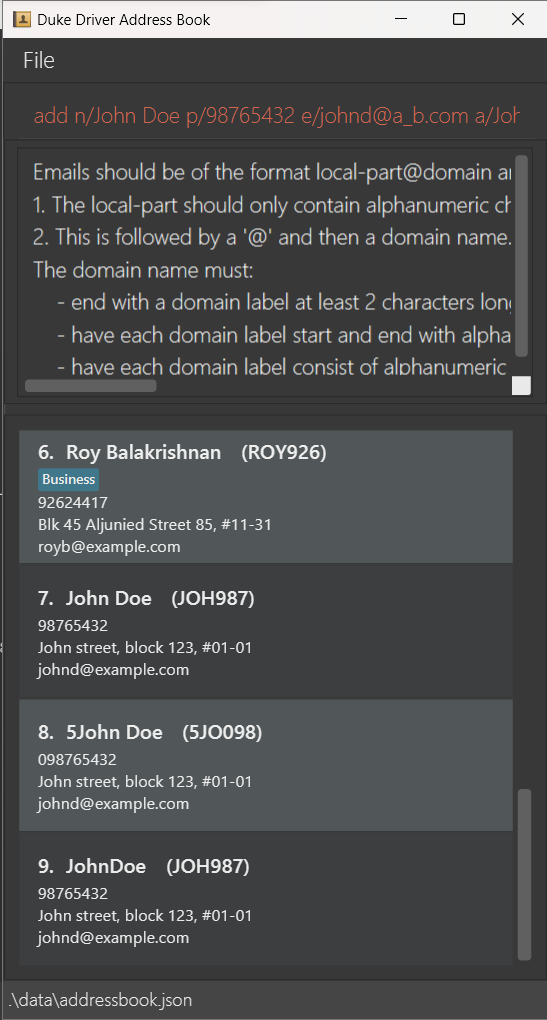 Duke Driver Address Book
File
add n/John Doe p/98765432 e/johnd@a_b.com a/Joh
Emails should be of the format local-part@domain a
1. The local-part should only contain alphanumeric ch
2. This is followed by a '@' and then a domain name.
The domain name must:
- end with a domain label at least 2 characters long
- have each domain label start and end with alpha
- have each domain label consist of alphanumeric
6. Roy Balakrishnan (ROY926)
Business
92624417
Blk 45 Aljunied Street 85, #11-31
royb@example.com
7. John Doe (JOH987)
98765432
John street, block 123, #01-01
johnd@example.com
8. 5John Doe (5JO098)
098765432
John street, block 123, #01-01
johnd@example.com
9. JohnDoe (JOH987)
98765432
John street, block 123, #01-01
johnd@example.com
.\data\addressbook.json